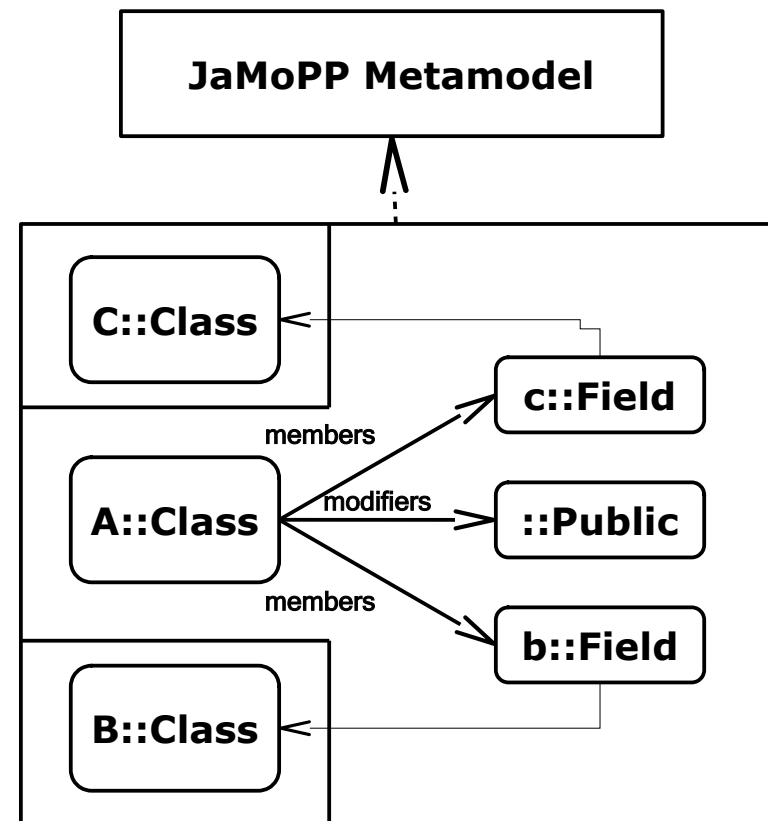 JaMoPP Metamodel
C::Class
c::Field
members
A::Class
modifiers
::Public
members
b::Field
B::Class